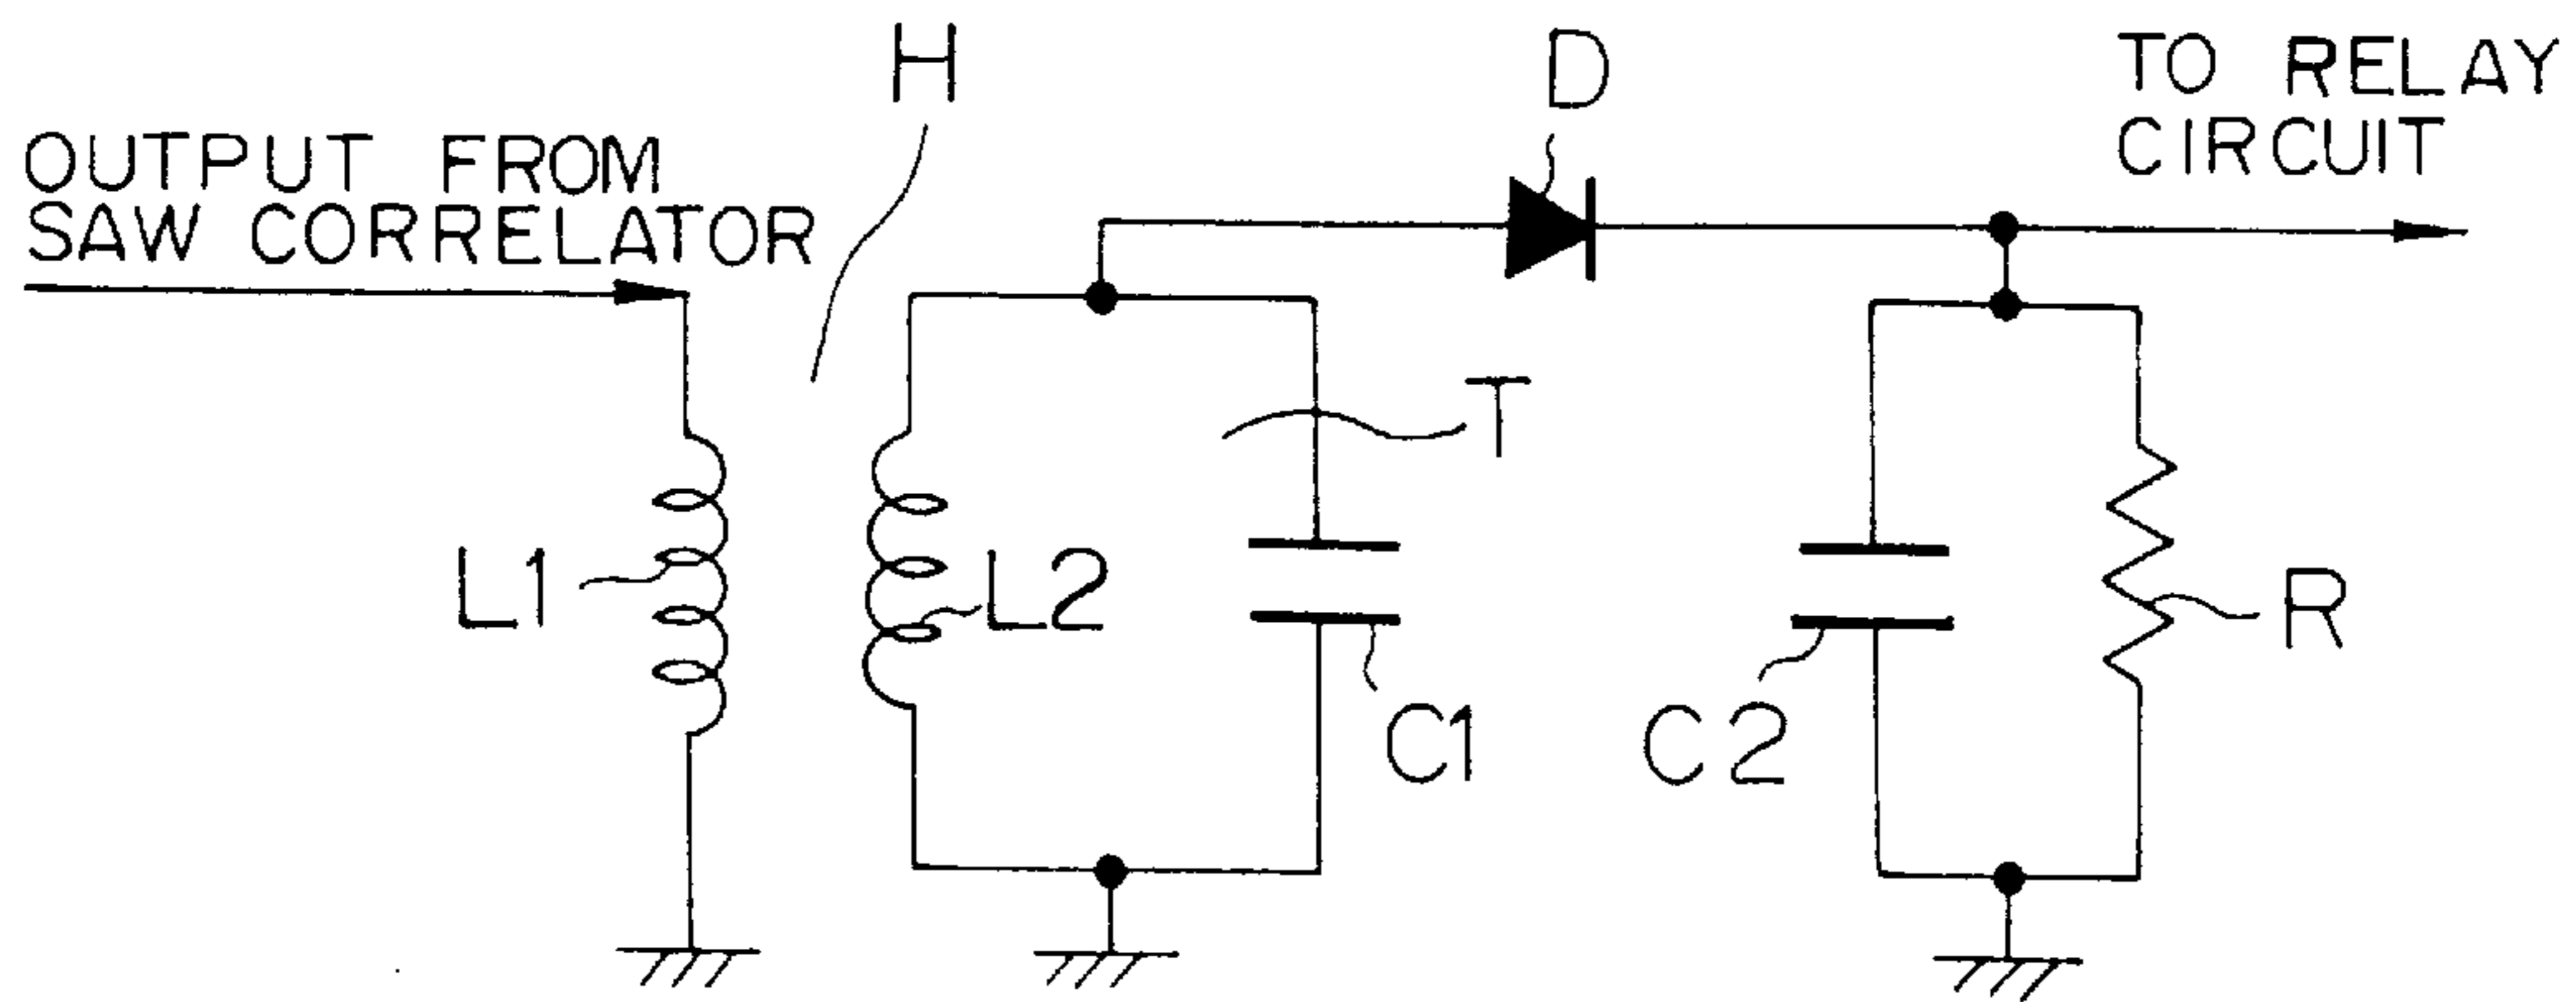 H
D
TO RELAY
CIRCUIT
OUTPUT FROM
SAW CORRELATOR
T
L1
L2
R
C1
C2